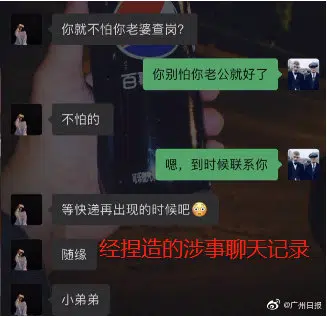 你就不怕你老婆查岗?
你别怕你老公就好了
不怕的
嗯，到时候联系你
等快递再出现的时候吧😳
随缘
经捏造的涉事聊天记录
小弟弟
@广州日报